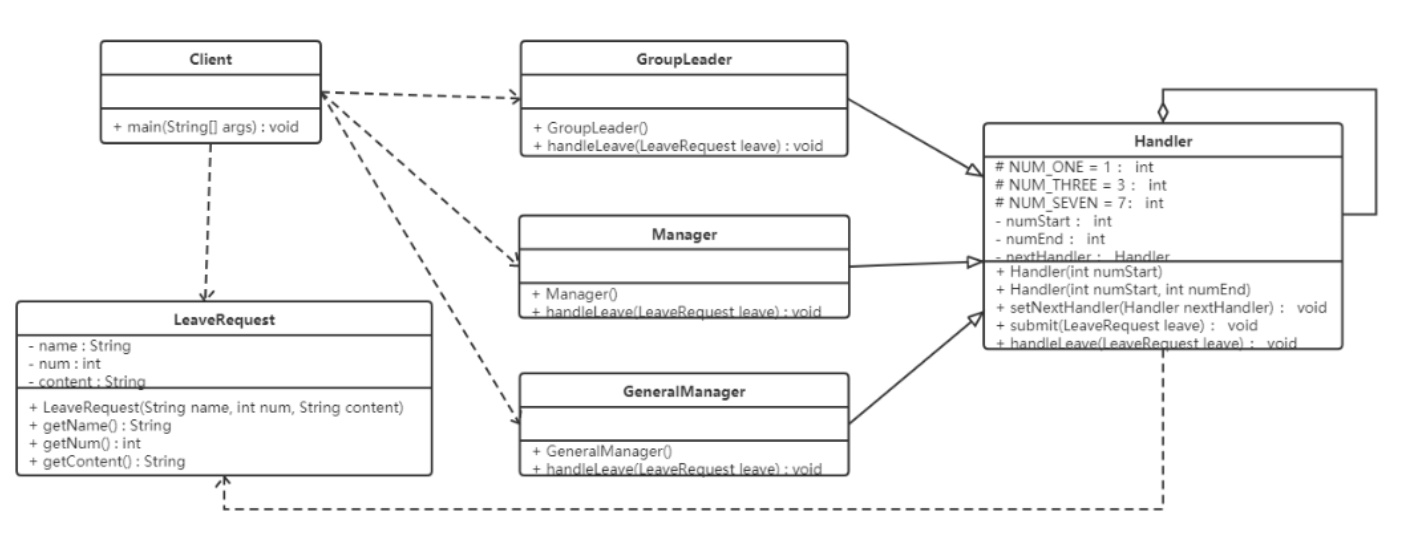 Client
+ main(String[] args) : void
GroupLeader
+ GroupLeader()
+ handleLeave(LeaveRequest leave) : void
Handler
# NUM_ONE = 1 : int
# NUM_THREE = 3 : int
# NUM_SEVEN = 7 : int
- numStart : int
- numEnd : int
- nextHandler : Handler
+ Handler(int numStart)
+ Handler(int numStart, int numEnd)
+ setNextHandler(Handler nextHandler) : void
+ submit(LeaveRequest leave) : void
+ handleLeave(LeaveRequest leave) : void
Manager
+ Manager()
+ handleLeave(LeaveRequest leave) : void
LeaveRequest
- name : String
- num : int
- content : String
+ LeaveRequest(String name, int num, String content)
+ getName() : String
+ getNum() : int
+ getContent() : String
GeneralManager
+ GeneralManager()
+ handleLeave(LeaveRequest leave) : void